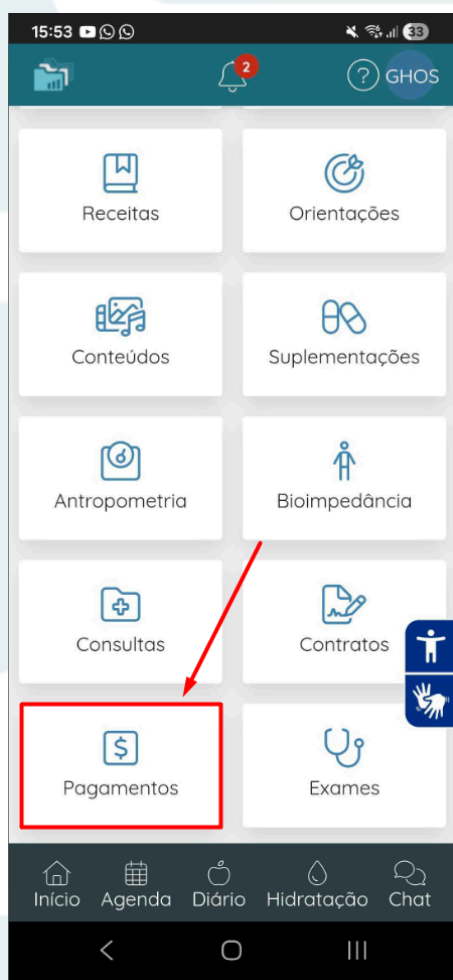 15:53 33
2 ? GHOS
Receitas Orientações
Conteúdos Suplementações
Antropometria Bioimpedância
Consultas Contratos
$
Pagamentos Exames
Início Agenda Diário Hidratação Chat